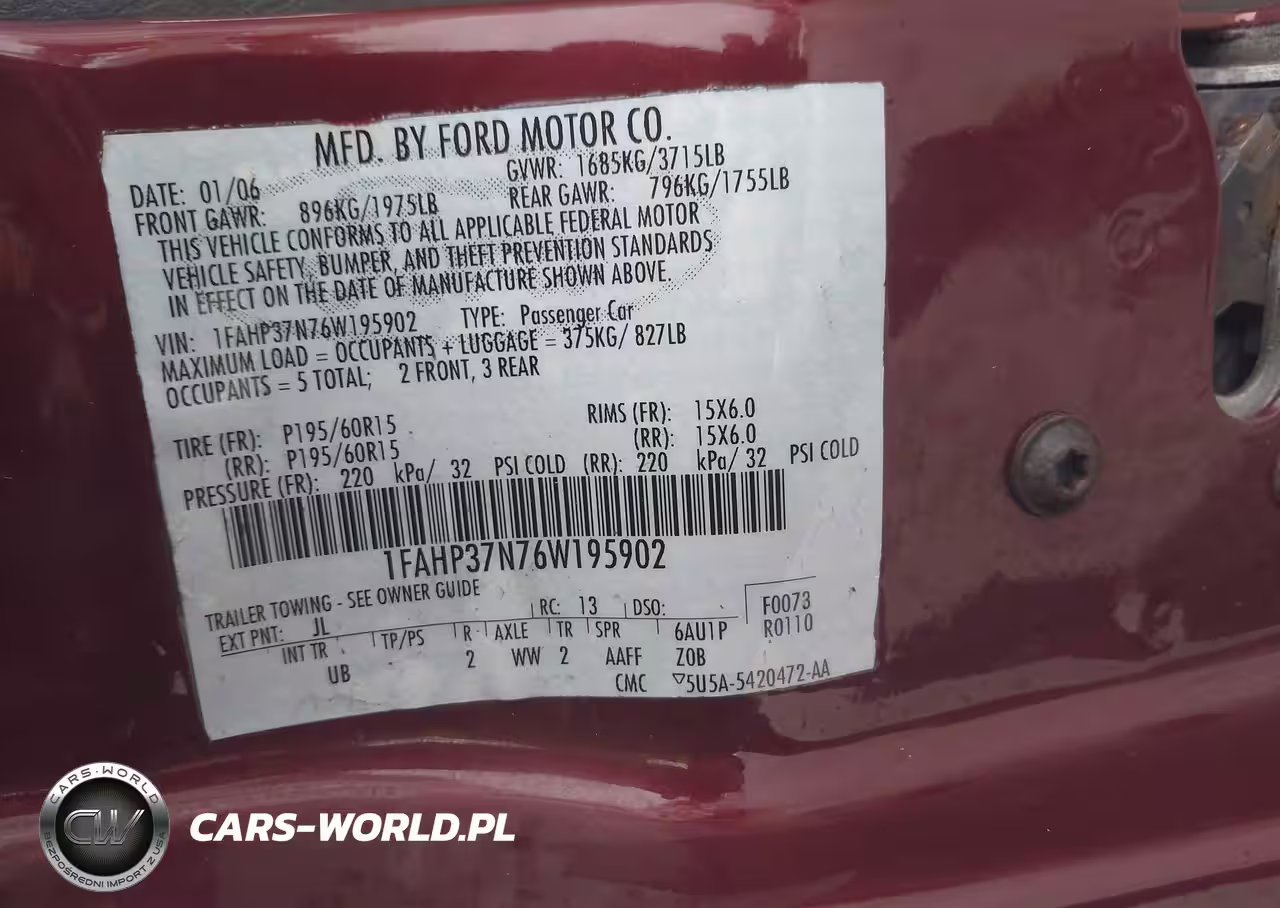 MFD. BY FORD MOTOR CO.
DATE: 01/06 GVWR: 1685KG/3715LB
FRONT GAWR: 896KG/1975LB REAR GAWR: 796KG/1755LB
THIS VEHICLE CONFORMS TO ALL APPLICABLE FEDERAL MOTOR
VEHICLE SAFETY, BUMPER, AND THEFT PREVENTION STANDARDS
IN EFFECT ON THE DATE OF MANUFACTURE SHOWN ABOVE.
VIN: 1FAHP37N76W195902 TYPE: Passenger Car
MAXIMUM LOAD = OCCUPANTS + LUGGAGE = 375KG/ 827LB
OCCUPANTS = 5 TOTAL; 2 FRONT, 3 REAR
TIRE (FR): P195/60R15 RIMS (FR): 15X6.0
(RR): P195/60R15 (RR): 15X6.0
PRESSURE (FR): 220 kPa/ 32 PSI COLD (RR): 220 kPa/ 32 PSI COLD
1FAHP37N76W195902
TRAILER TOWING - SEE OWNER GUIDE
EXT PNT: JL RC: 13 DSO: F0073
INT TR TP/PS R AXLE TR SPR 6AU1P R0110
UB 2 WW 2 AAFF Z0B
CMC ▽5U5A-5420472-AA
CARS-WORLD
CW
BEZPOŚREDNI IMPORT Z USA
CARS-WORLD.PL